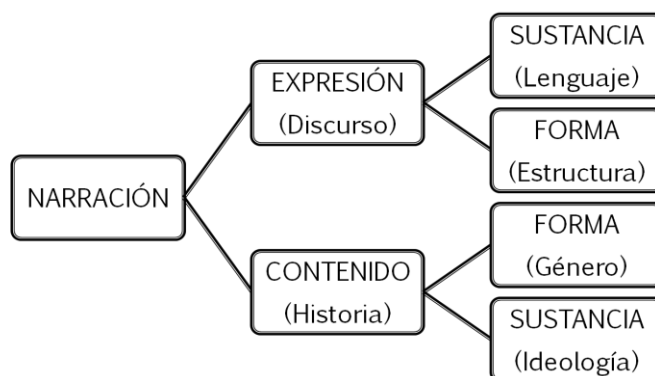 NARRACIÓN
EXPRESIÓN
(Discurso)
SUSTANCIA
(Lenguaje)
FORMA
(Estructura)
CONTENIDO
(Historia)
FORMA
(Género)
SUSTANCIA
(Ideología)